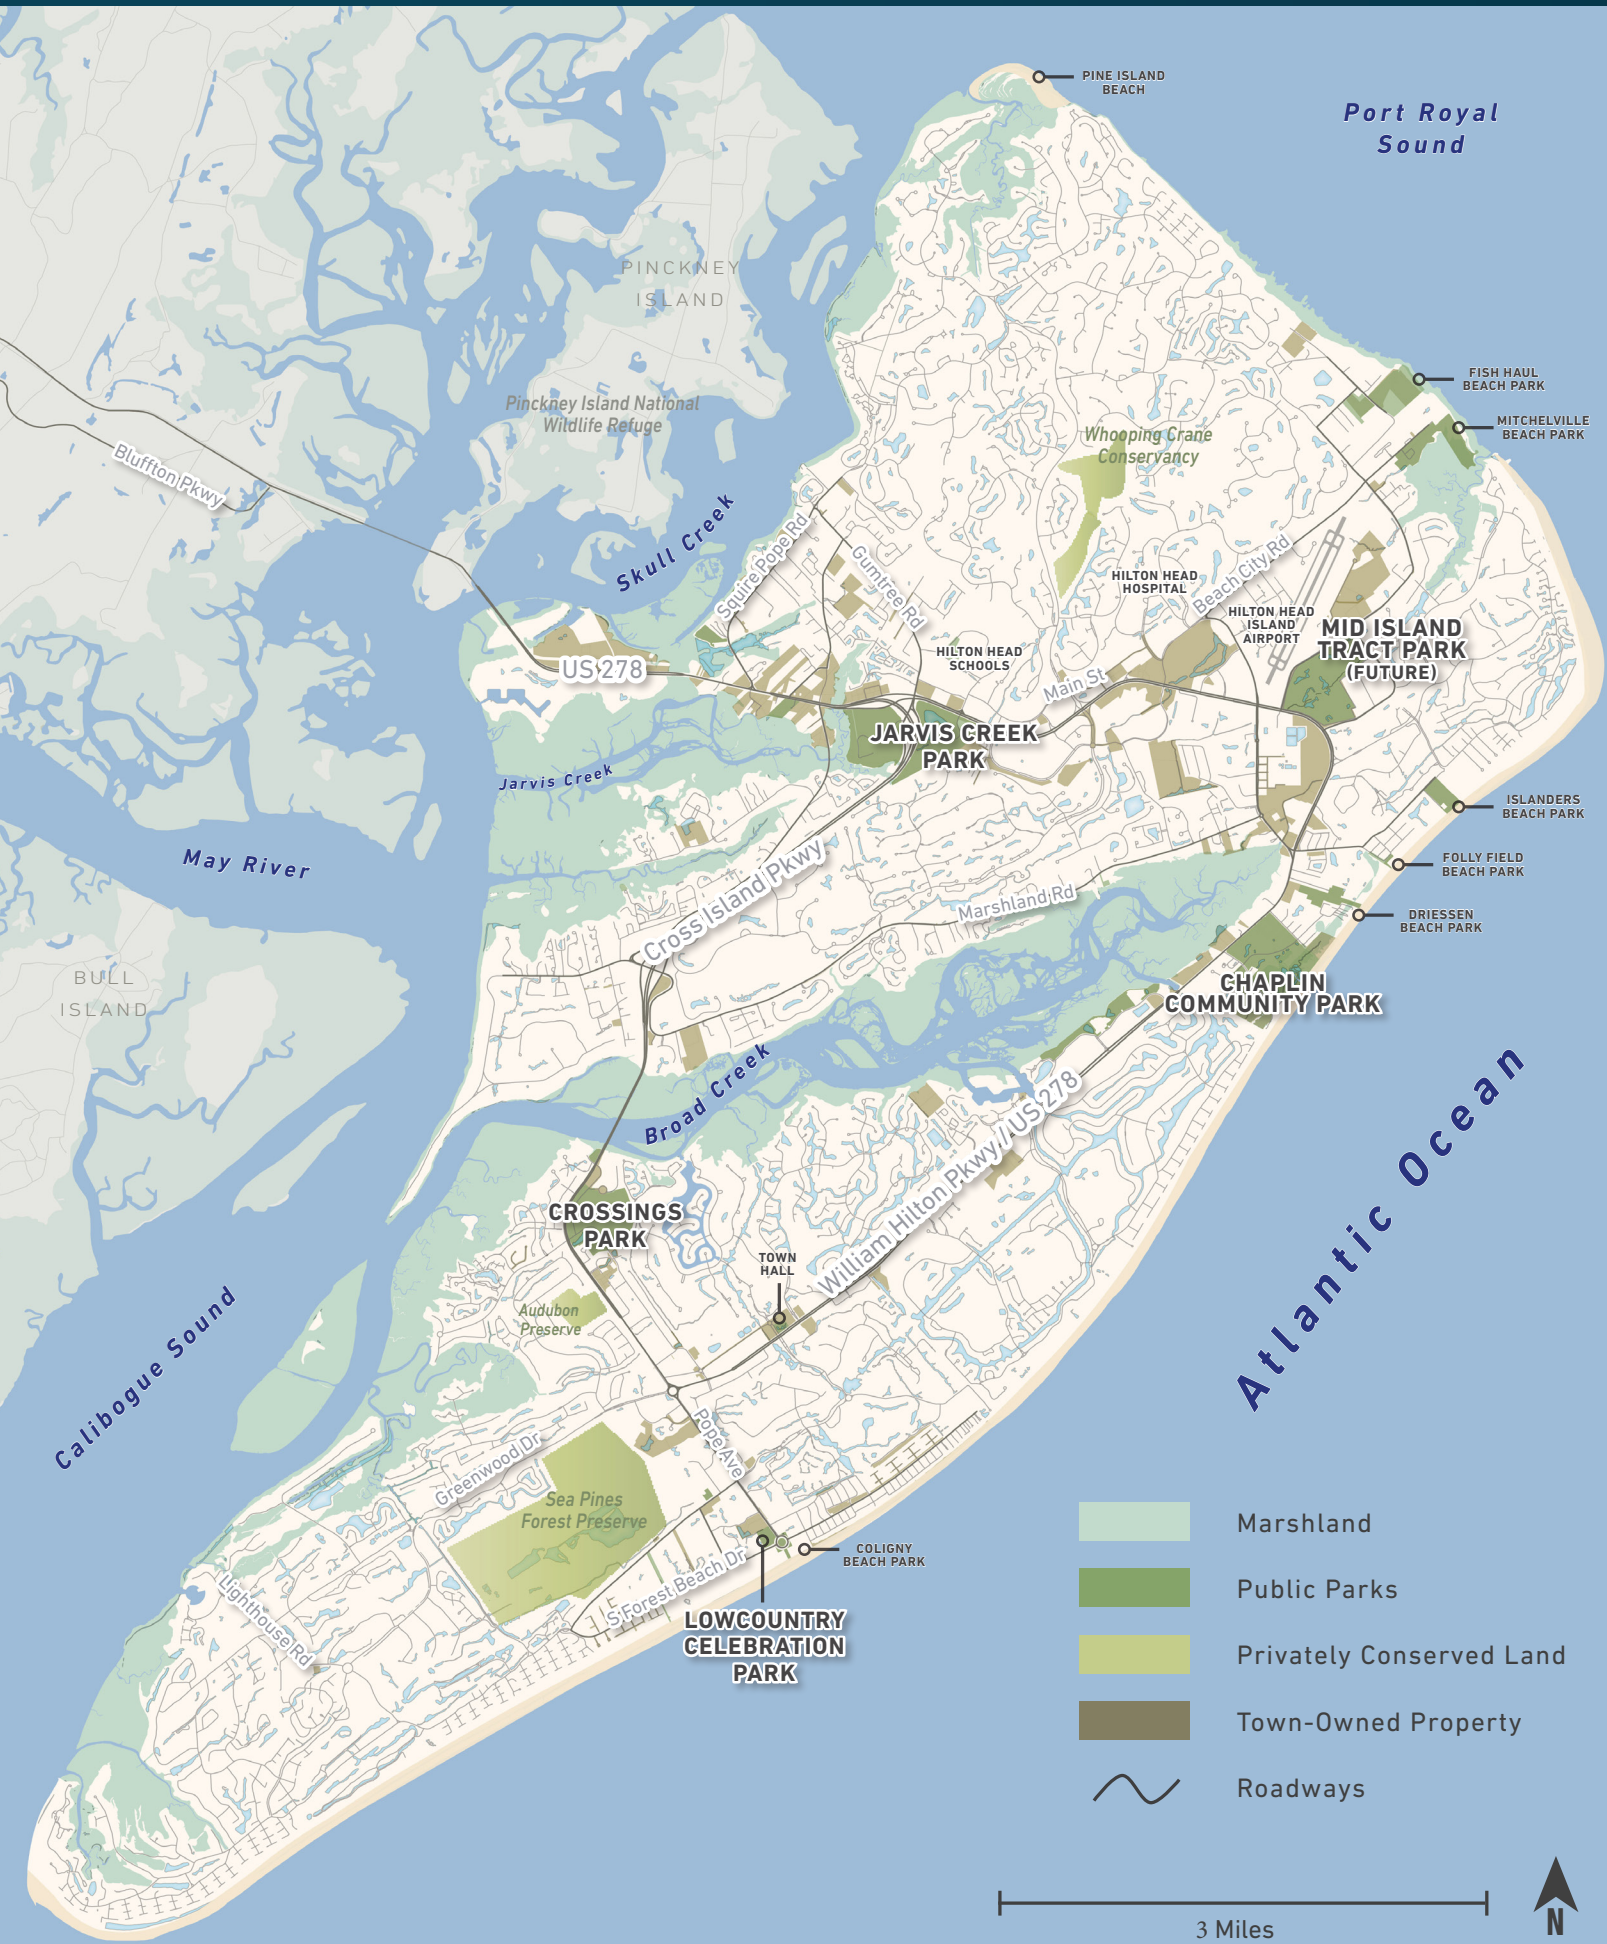 PINE ISLAND
BEACH
Port Royal
Sound
PINCKNEY
ISLAND
FISH HAUL
BEACH PARK
Pinckney Island National
Wildlife Refuge
MITCHELVILLE
BEACH PARK
Whooping Crane
Conservancy
Bluffton Pkwy
Skull Creek
Squire Pope Rd
Gumtree Rd
Beach City Rd
HILTON HEAD
HOSPITAL
HILTON HEAD
ISLAND
AIRPORT
MID ISLAND
TRACT PARK
(FUTURE)
HILTON HEAD
SCHOOLS
US 278
Main St
JARVIS CREEK
PARK
Jarvis Creek
ISLANDERS
BEACH PARK
May River
FOLLY FIELD
BEACH PARK
Cross Island Pkwy
Marshland Rd
DRIESSEN
BEACH PARK
BULL
ISLAND
CHAPLIN
COMMUNITY PARK
Broad Creek
William Hilton Pkwy // US 278
Atlantic Ocean
CROSSINGS
PARK
TOWN
HALL
Audubon
Preserve
Calibogue Sound
Pope Ave
Greenwood Dr
Sea Pines
Forest Preserve
S Forest Beach Dr
COLIGNY
BEACH PARK
Lighthouse Rd
LOWCOUNTRY
CELEBRATION
PARK
Marshland
Public Parks
Privately Conserved Land
Town-Owned Property
Roadways
3 Miles
N